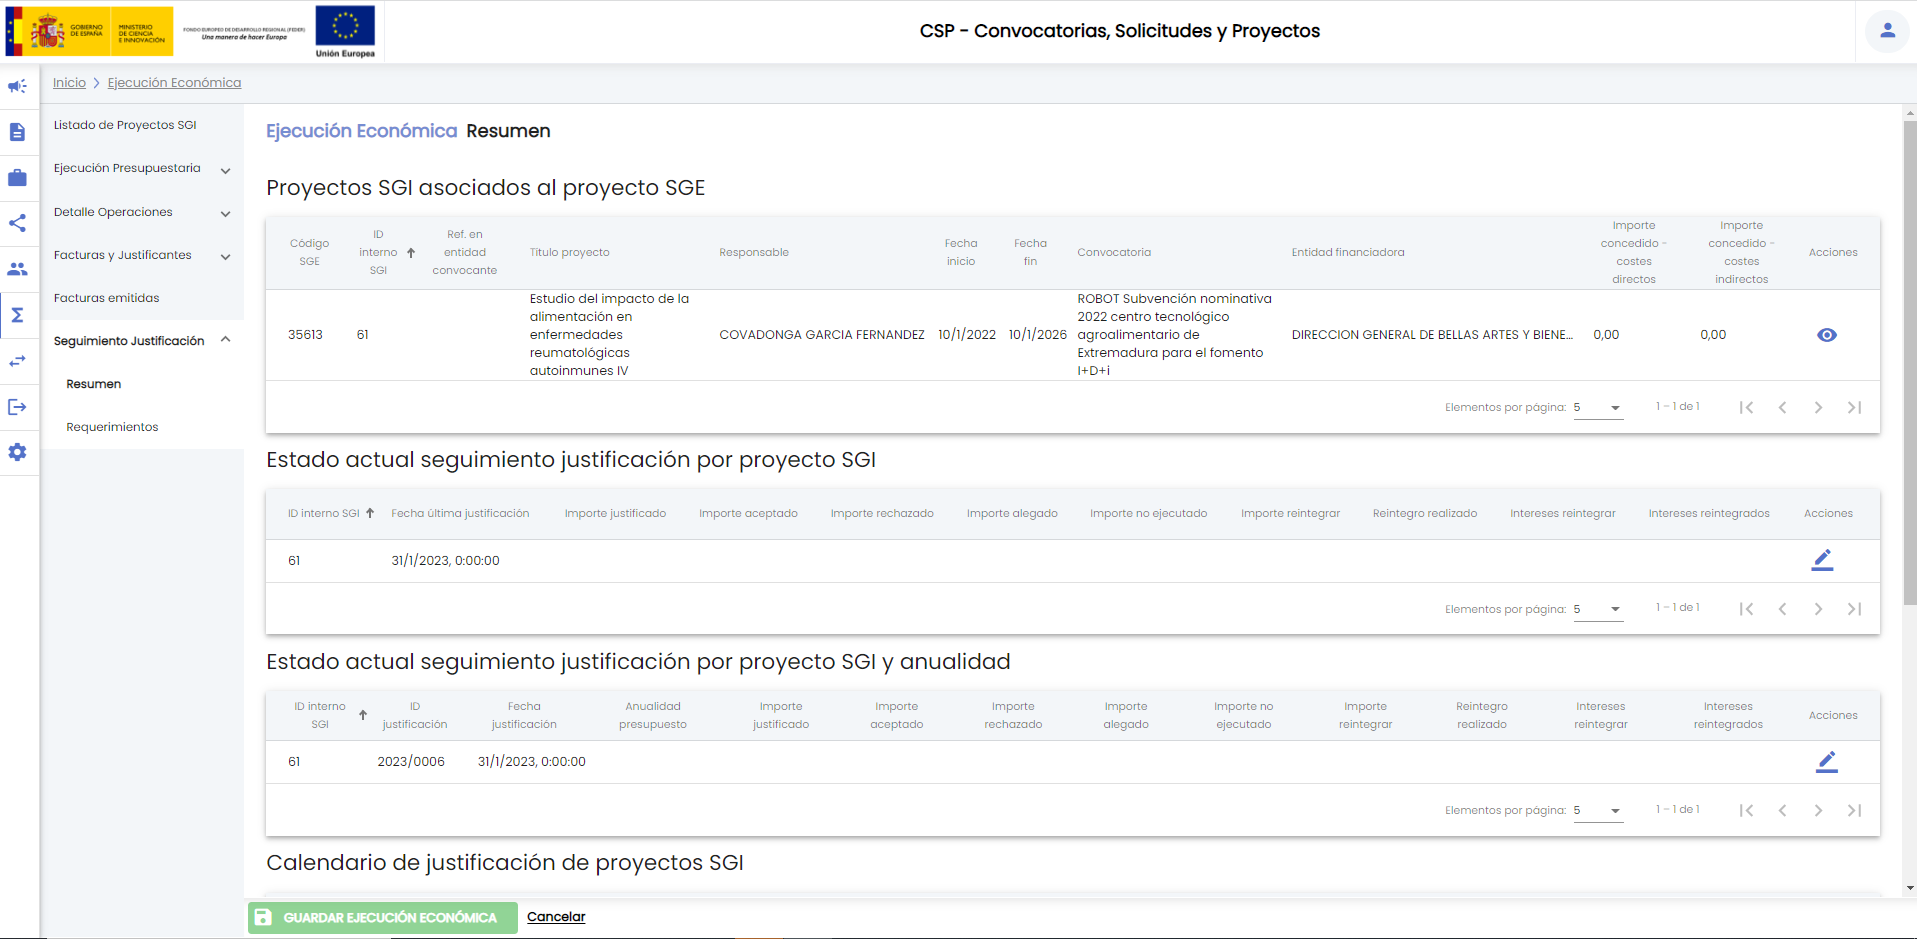 GOBIERNO
DE ESPAÑA
MINISTERIO
DE CIENCIA
E INNOVACIÓN
FONDO EUROPEO DE DESARROLLO REGIONAL (FEDER)
Una manera de hacer Europa
Unión Europea
CSP - Convocatorias, Solicitudes y Proyectos
Inicio > Ejecución Económica
Listado de Proyectos SGI
Ejecución Presupuestaria
Detalle Operaciones
Facturas y Justificantes
Facturas emitidas
Seguimiento Justificación
Resumen
Requerimientos
Ejecución Económica Resumen
Proyectos SGI asociados al proyecto SGE
Código
SGE
ID
interno
SGI
Ref. en
entidad
convocante
Título proyecto
Responsable
Fecha
inicio
Fecha
fin
Convocatoria
Entidad financiadora
Importe
concedido -
costes
directos
Importe
concedido -
costes
indirectos
Acciones
35613
61
Estudio del impacto de la
alimentación en
enfermedades
reumatológicas
autoinmunes IV
COVADONGA GARCIA FERNANDEZ
10/1/2022
10/1/2026
ROBOT Subvención nominativa
2022 centro tecnológico
agroalimentario de
Extremadura para el fomento
I+D+i
DIRECCION GENERAL DE BELLAS ARTES Y BIENE...
0,00
0,00
Elementos por página: 5
1 – 1 de 1
Estado actual seguimiento justificación por proyecto SGI
ID interno SGI
Fecha última justificación
Importe justificado
Importe aceptado
Importe rechazado
Importe alegado
Importe no ejecutado
Importe reintegrar
Reintegro realizado
Intereses reintegrar
Intereses reintegrados
Acciones
61
31/1/2023, 0:00:00
Elementos por página: 5
1 – 1 de 1
Estado actual seguimiento justificación por proyecto SGI y anualidad
ID interno
SGI
ID
justificación
Fecha
justificación
Anualidad
presupuesto
Importe
justificado
Importe
aceptado
Importe
rechazado
Importe
alegado
Importe no
ejecutado
Importe
reintegrar
Reintegro
realizado
Intereses
reintegrar
Intereses
reintegrados
Acciones
61
2023/0006
31/1/2023, 0:00:00
Elementos por página: 5
1 – 1 de 1
Calendario de justificación de proyectos SGI
GUARDAR EJECUCIÓN ECONÓMICA
Cancelar